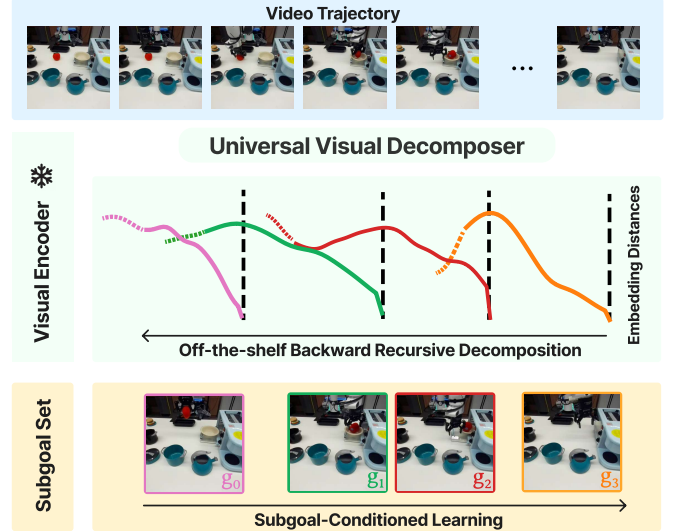 Video Trajectory
...
Universal Visual Decomposer
Visual Encoder
Embedding Distances
Off-the-shelf Backward Recursive Decomposition
Subgoal Set
g₀
g₁
g₂
g₃
Subgoal-Conditioned Learning